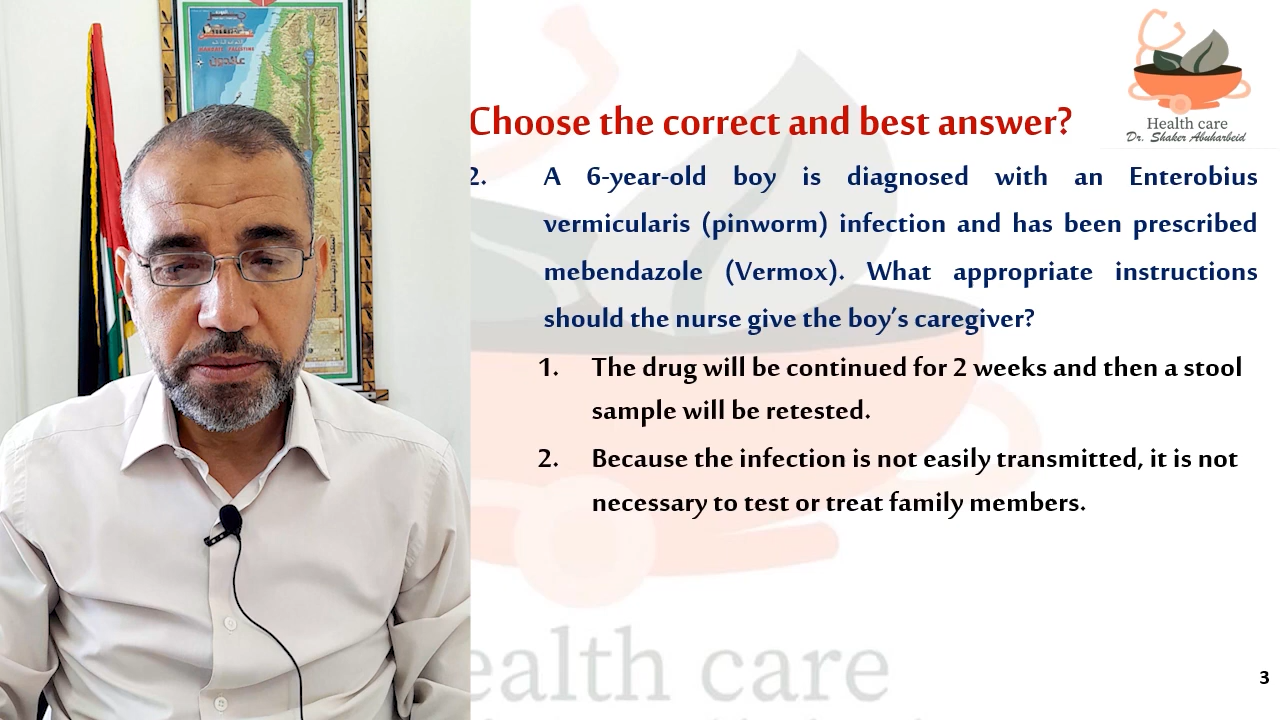 Choose the correct and best answer?
Health care
Dr. Shaker Abuharbeid
2. A 6-year-old boy is diagnosed with an Enterobius
vermicularis (pinworm) infection and has been prescribed
mebendazole (Vermox). What appropriate instructions
should the nurse give the boy's caregiver?
1. The drug will be continued for 2 weeks and then a stool
sample will be retested.
2. Because the infection is not easily transmitted, it is not
necessary to test or treat family members.
ealth care
3